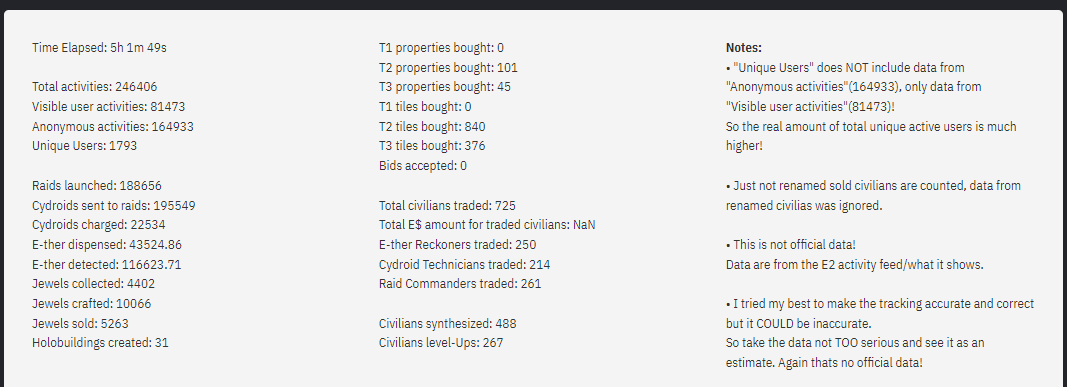 Time Elapsed: 5h 1m 49s
Total activities: 246406
Visible user activities: 81473
Anonymous activities: 164933
Unique Users: 1793
Raids launched: 188656
Cydroids sent to raids: 195549
Cydroids charged: 22534
E-ther dispensed: 43524.86
E-ther detected: 116623.71
Jewels collected: 4402
Jewels crafted: 10066
Jewels sold: 5263
Holobuildings created: 31
T1 properties bought: 0
T2 properties bought: 101
T3 properties bought: 45
T1 tiles bought: 0
T2 tiles bought: 840
T3 tiles bought: 376
Bids accepted: 0
Total civilians traded: 725
Total E$ amount for traded civilians: NaN
E-ther Reckoners traded: 250
Cydroid Technicians traded: 214
Raid Commanders traded: 261
Civilians synthesized: 488
Civilians level-Ups: 267
Notes:
• "Unique Users" does NOT include data from
"Anonymous activities"(164933), only data from
"Visible user activities"(81473)!
So the real amount of total unique active users is much
higher!
• Just not renamed sold civilians are counted, data from
renamed civilias was ignored.
• This is not official data!
Data are from the E2 activity feed/what it shows.
• I tried my best to make the tracking accurate and correct
but it COULD be inaccurate.
So take the data not TOO serious and see it as an
estimate. Again thats no official data!